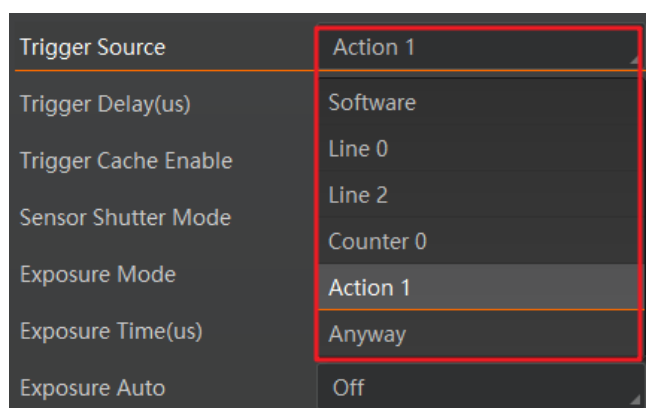 Trigger Source Action 1
Trigger Delay(us) Software
Trigger Cache Enable Line 0
Line 2
Sensor Shutter Mode
Counter 0
Exposure Mode Action 1
Exposure Time(us) Anyway
Exposure Auto Off